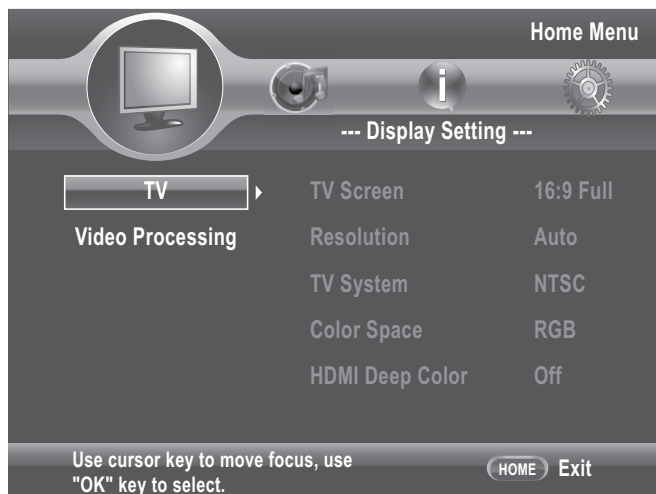 Home Menu
i
--- Display Setting ---
TV
TV Screen 16:9 Full
Video Processing
Resolution Auto
TV System NTSC
Color Space RGB
HDMI Deep Color Off
Use cursor key to move focus, use
"OK" key to select.
HOME Exit